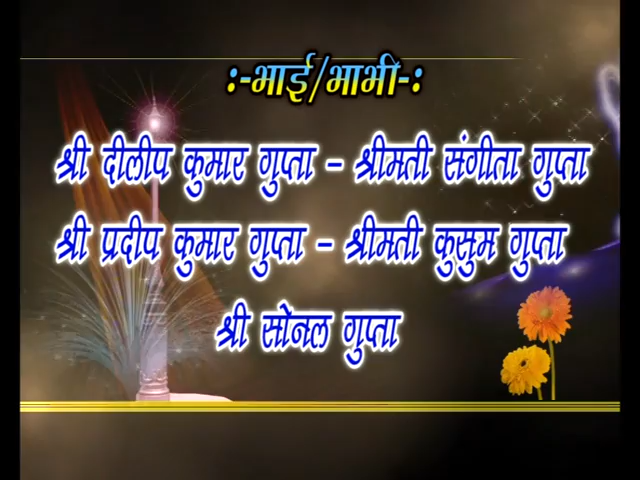 :-भाई/भाभी-:
श्री दीलीप कुमार गुप्ता - श्रीमती संगीता गुप्ता
श्री प्रदीप कुमार गुप्ता - श्रीमती कुसुम गुप्ता
श्री सोनल गुप्ता